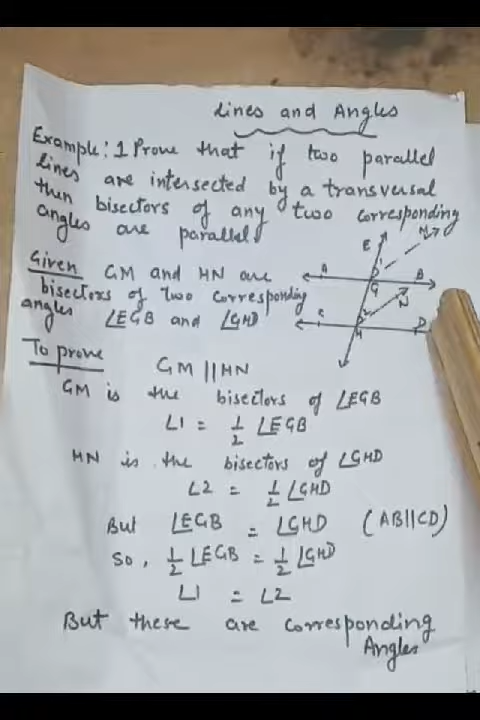 Lines and Angles
Example: 1 Prove that if two parallel
lines are intersected by a transversal
then bisectors of any two corresponding
angles are parallel.
E
M
1
A
B
G
Given GM and HN are
bisectors of two corresponding
angles ∠EGB and ∠GHD
N
C
2
D
H
To prove
GM || HN
GM is the bisectors of ∠EGB
∠1 = 1/2 ∠EGB
HN is the bisectors of ∠GHD
∠2 = 1/2 ∠GHD
But ∠EGB = ∠GHD (AB||CD)
So, 1/2 ∠EGB = 1/2 ∠GHD
∠1 = ∠2
But these are corresponding
Angles